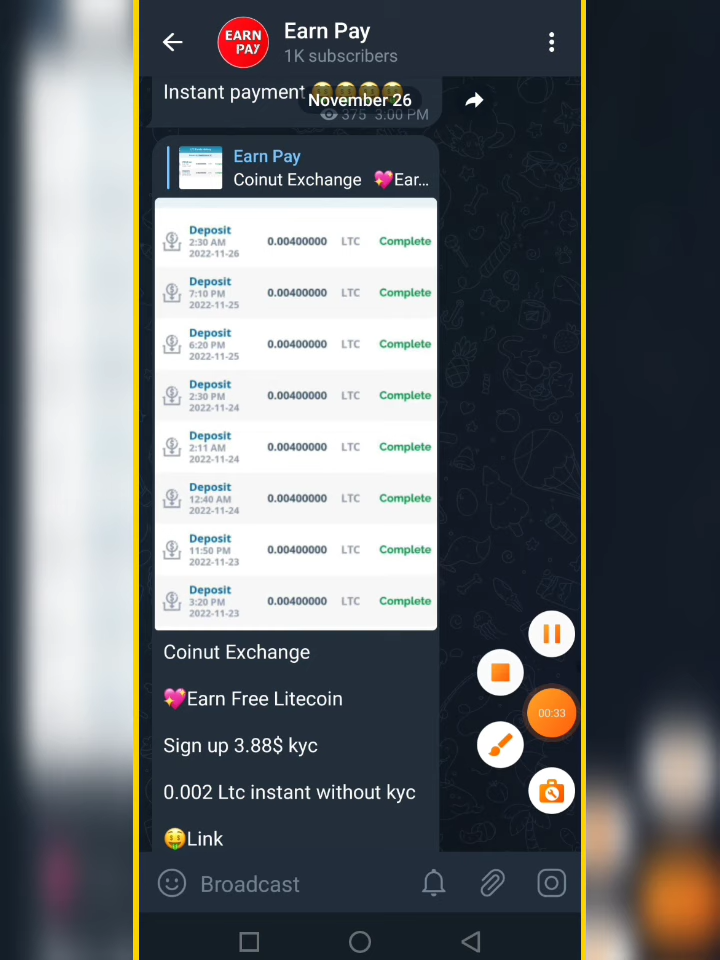 EARN
PAY
Earn Pay
1K subscribers
Instant payment 🤑🤑🤑🤑
November 26
375 3:00 PM
Earn Pay
Coinut Exchange 💖Ear...
Deposit
2:30 AM
2022-11-26
0.00400000 LTC Complete
Deposit
7:10 PM
2022-11-25
0.00400000 LTC Complete
Deposit
6:20 PM
2022-11-25
0.00400000 LTC Complete
Deposit
2:30 PM
2022-11-24
0.00400000 LTC Complete
Deposit
2:11 AM
2022-11-24
0.00400000 LTC Complete
Deposit
12:40 AM
2022-11-24
0.00400000 LTC Complete
Deposit
11:50 PM
2022-11-23
0.00400000 LTC Complete
Deposit
3:20 PM
2022-11-23
0.00400000 LTC Complete
Coinut Exchange
💖Earn Free Litecoin
Sign up 3.88$ kyc
0.002 Ltc instant without kyc
🤑Link
00:33
Broadcast